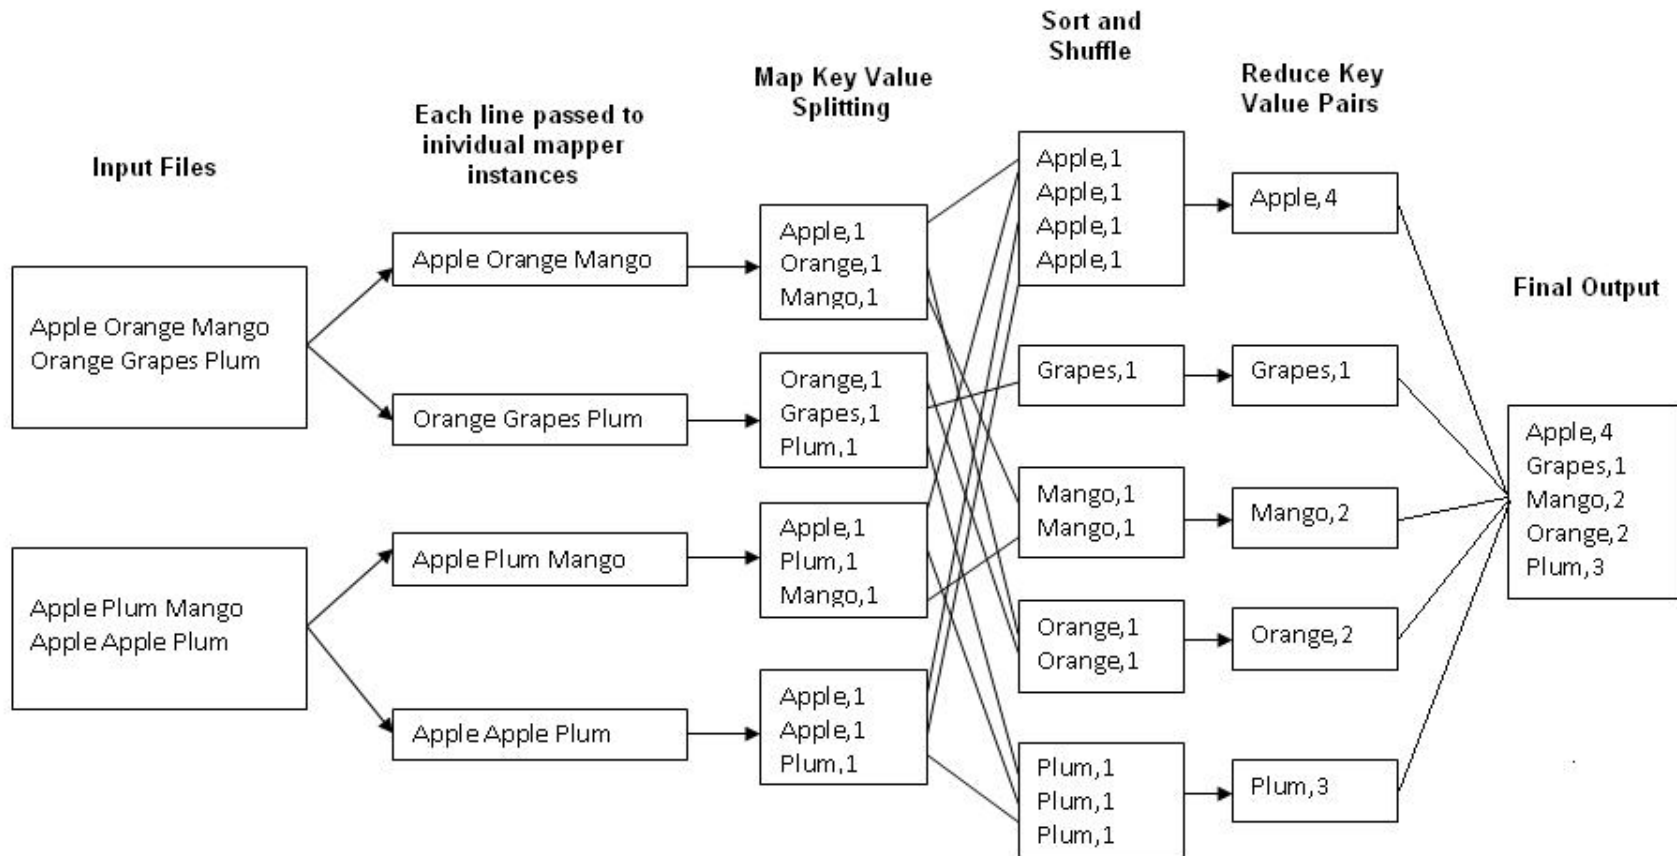 Input Files
Apple Orange Mango
Orange Grapes Plum
Apple Plum Mango
Apple Apple Plum
Each line passed to
inividual mapper
instances
Apple Orange Mango
Orange Grapes Plum
Apple Plum Mango
Apple Apple Plum
Map Key Value
Splitting
Apple,1
Orange,1
Mango,1
Orange,1
Grapes,1
Plum,1
Apple,1
Plum,1
Mango,1
Apple,1
Apple,1
Plum,1
Sort and
Shuffle
Apple,1
Apple,1
Apple,1
Apple,1
Grapes,1
Mango,1
Mango,1
Orange,1
Orange,1
Plum,1
Plum,1
Plum,1
Reduce Key
Value Pairs
Apple,4
Grapes,1
Mango,2
Orange,2
Plum,3
Final Output
Apple,4
Grapes,1
Mango,2
Orange,2
Plum,3